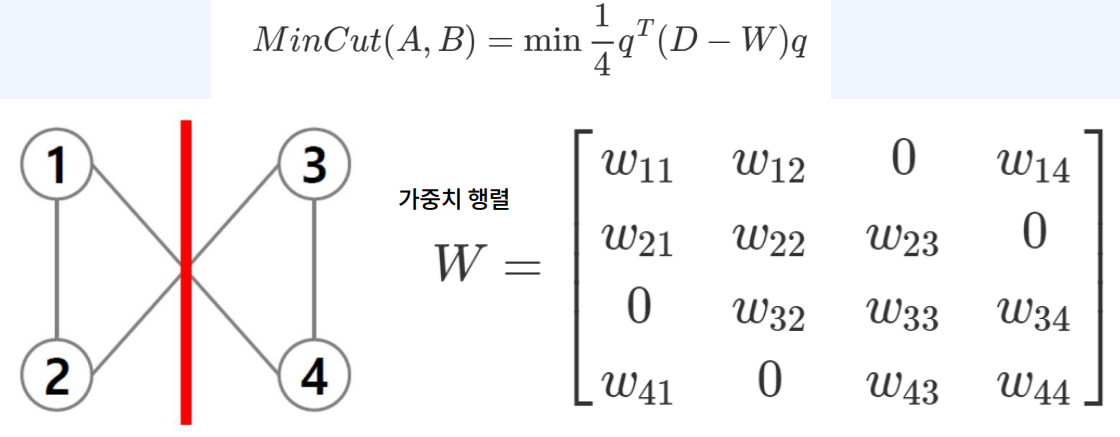 MinCut(A, B) = min 1/4 q^T (D − W)q
1 3
가중치 행렬
2 4
W =
w11 w12 0 w14
w21 w22 w23 0
0 w32 w33 w34
w41 0 w43 w44